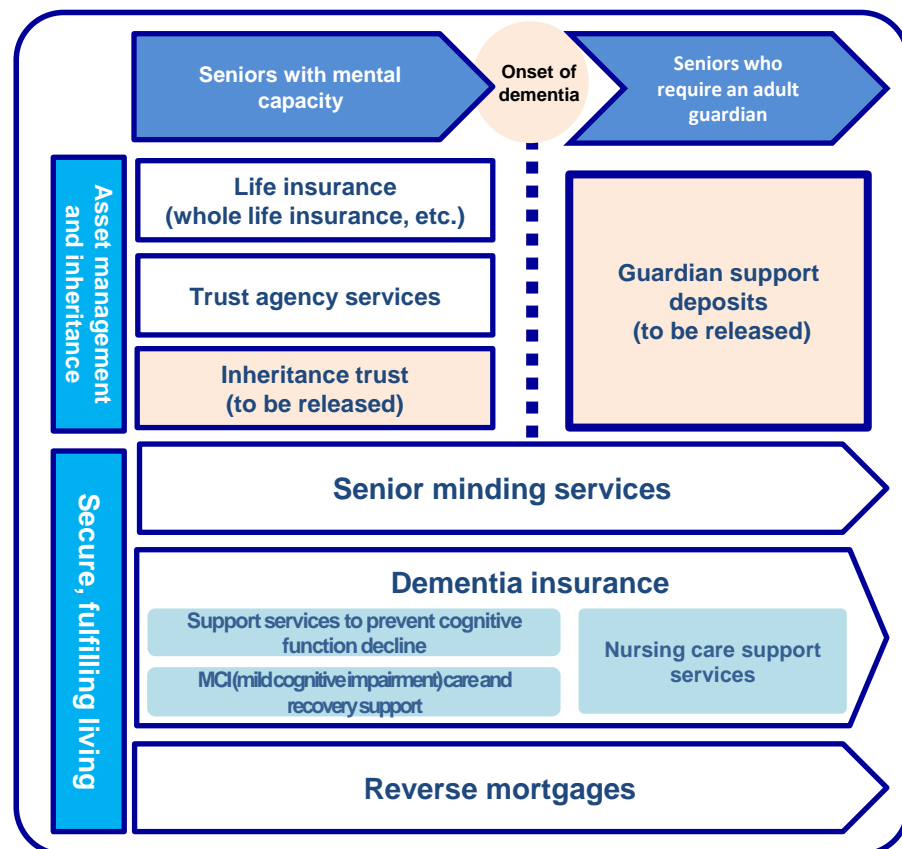 Seniors with mental
capacity
Onset of
dementia
Seniors who
require an adult
guardian
Asset management
and inheritance
Life insurance
(whole life insurance, etc.)
Trust agency services
Inheritance trust
(to be released)
Guardian support
deposits
(to be released)
Secure, fulfilling living
Senior minding services
Dementia insurance
Support services to prevent cognitive
function decline
MCI(mild cognitive impairment) care and
recovery support
Nursing care support
services
Reverse mortgages